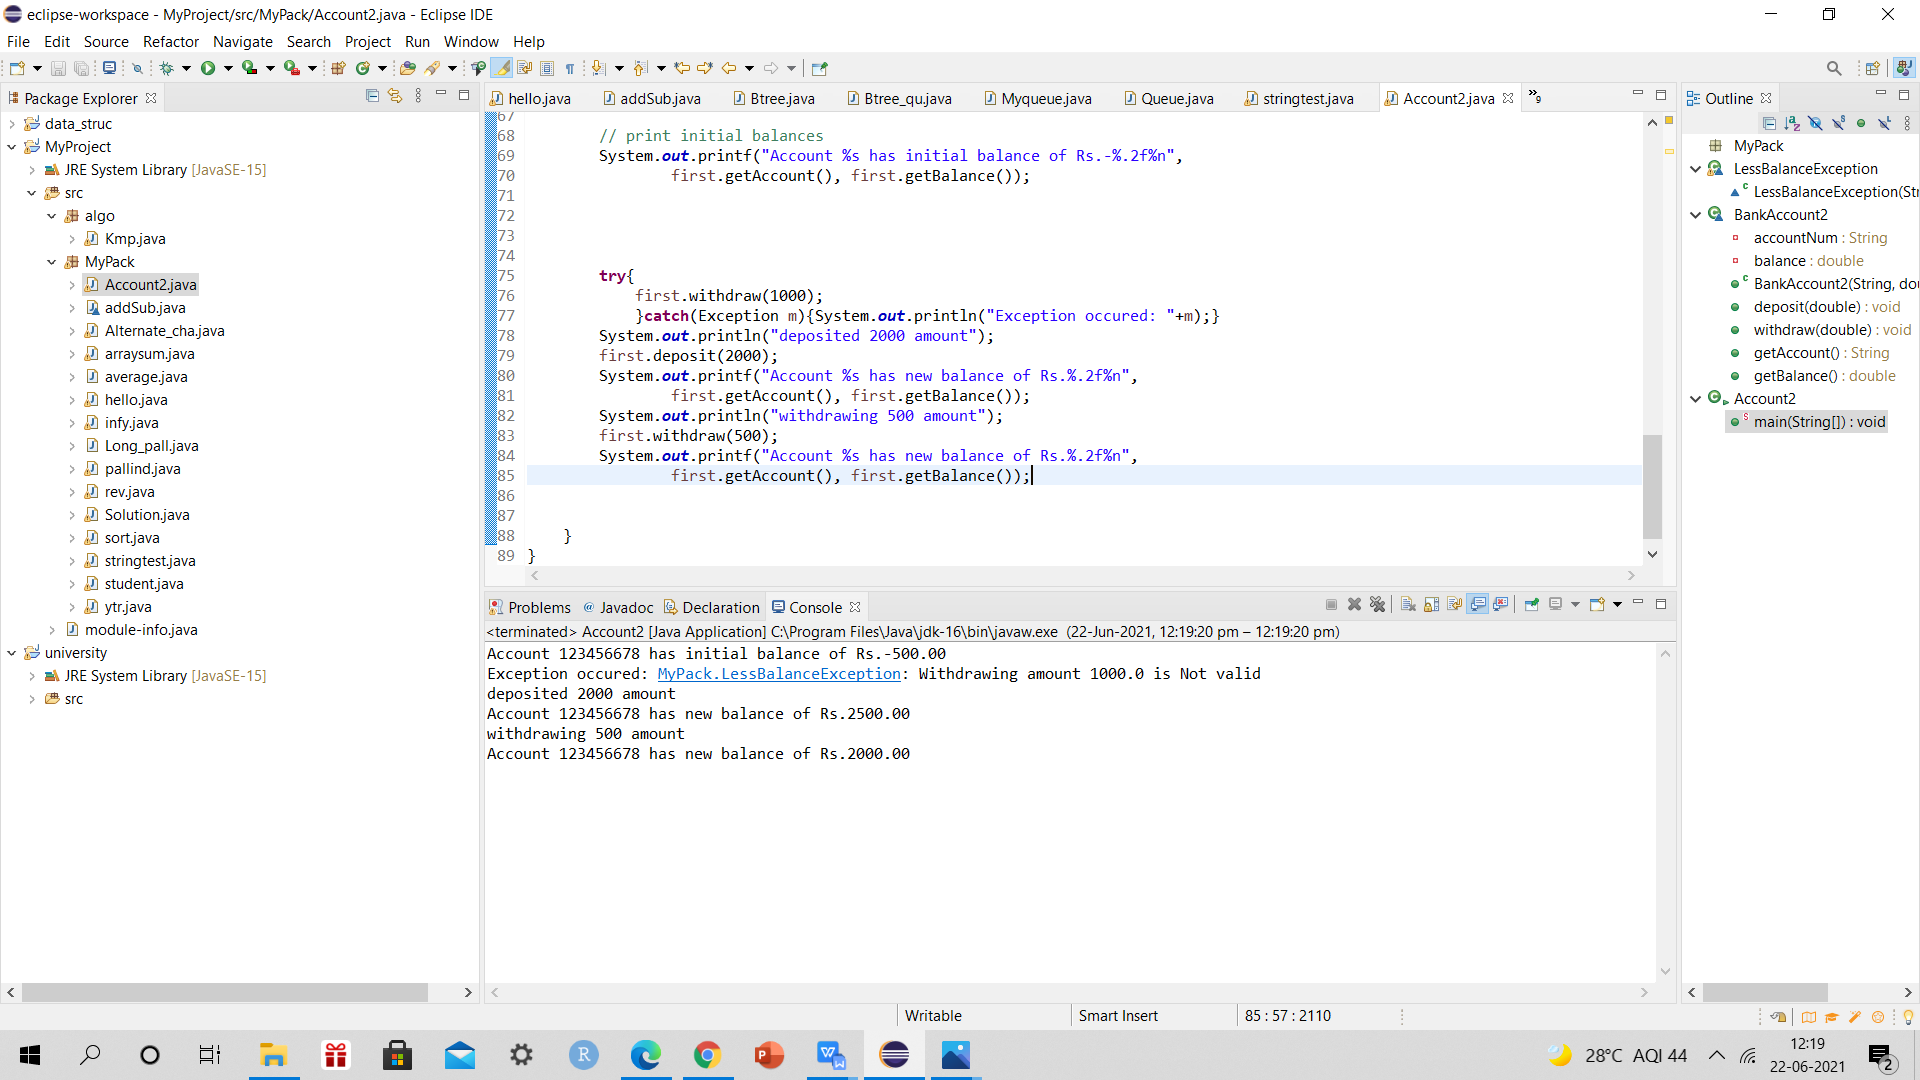 eclipse-workspace - MyProject/src/MyPack/Account2.java - Eclipse IDE
File Edit Source Refactor Navigate Search Project Run Window Help
Package Explorer
data_struc
MyProject
JRE System Library [JavaSE-15]
src
algo
Kmp.java
MyPack
Account2.java
addSub.java
Alternate_cha.java
arraysum.java
average.java
hello.java
infy.java
Long_pall.java
pallind.java
rev.java
Solution.java
sort.java
stringtest.java
student.java
ytr.java
module-info.java
university
JRE System Library [JavaSE-15]
src
hello.java addSub.java Btree.java Btree_qu.java Myqueue.java Queue.java stringtest.java Account2.java »9
67
68 // print initial balances
69 System.out.printf("Account %s has initial balance of Rs.-%.2f%n",
70 first.getAccount(), first.getBalance());
71
72
73
74
75 try{
76 first.withdraw(1000);
77 }catch(Exception m){System.out.println("Exception occured: "+m);}
78 System.out.println("deposited 2000 amount");
79 first.deposit(2000);
80 System.out.printf("Account %s has new balance of Rs.%.2f%n",
81 first.getAccount(), first.getBalance());
82 System.out.println("withdrawing 500 amount");
83 first.withdraw(500);
84 System.out.printf("Account %s has new balance of Rs.%.2f%n",
85 first.getAccount(), first.getBalance());
86
87
88 }
89 }
Problems @ Javadoc Declaration Console
<terminated> Account2 [Java Application] C:\Program Files\Java\jdk-16\bin\javaw.exe (22-Jun-2021, 12:19:20 pm – 12:19:20 pm)
Account 123456678 has initial balance of Rs.-500.00
Exception occured: MyPack.LessBalanceException: Withdrawing amount 1000.0 is Not valid
deposited 2000 amount
Account 123456678 has new balance of Rs.2500.00
withdrawing 500 amount
Account 123456678 has new balance of Rs.2000.00
Outline
MyPack
LessBalanceException
LessBalanceException(Str
BankAccount2
accountNum : String
balance : double
BankAccount2(String, dou
deposit(double) : void
withdraw(double) : void
getAccount() : String
getBalance() : double
Account2
main(String[]) : void
Writable Smart Insert 85 : 57 : 2110
28°C AQI 44
12:19
22-06-2021
2